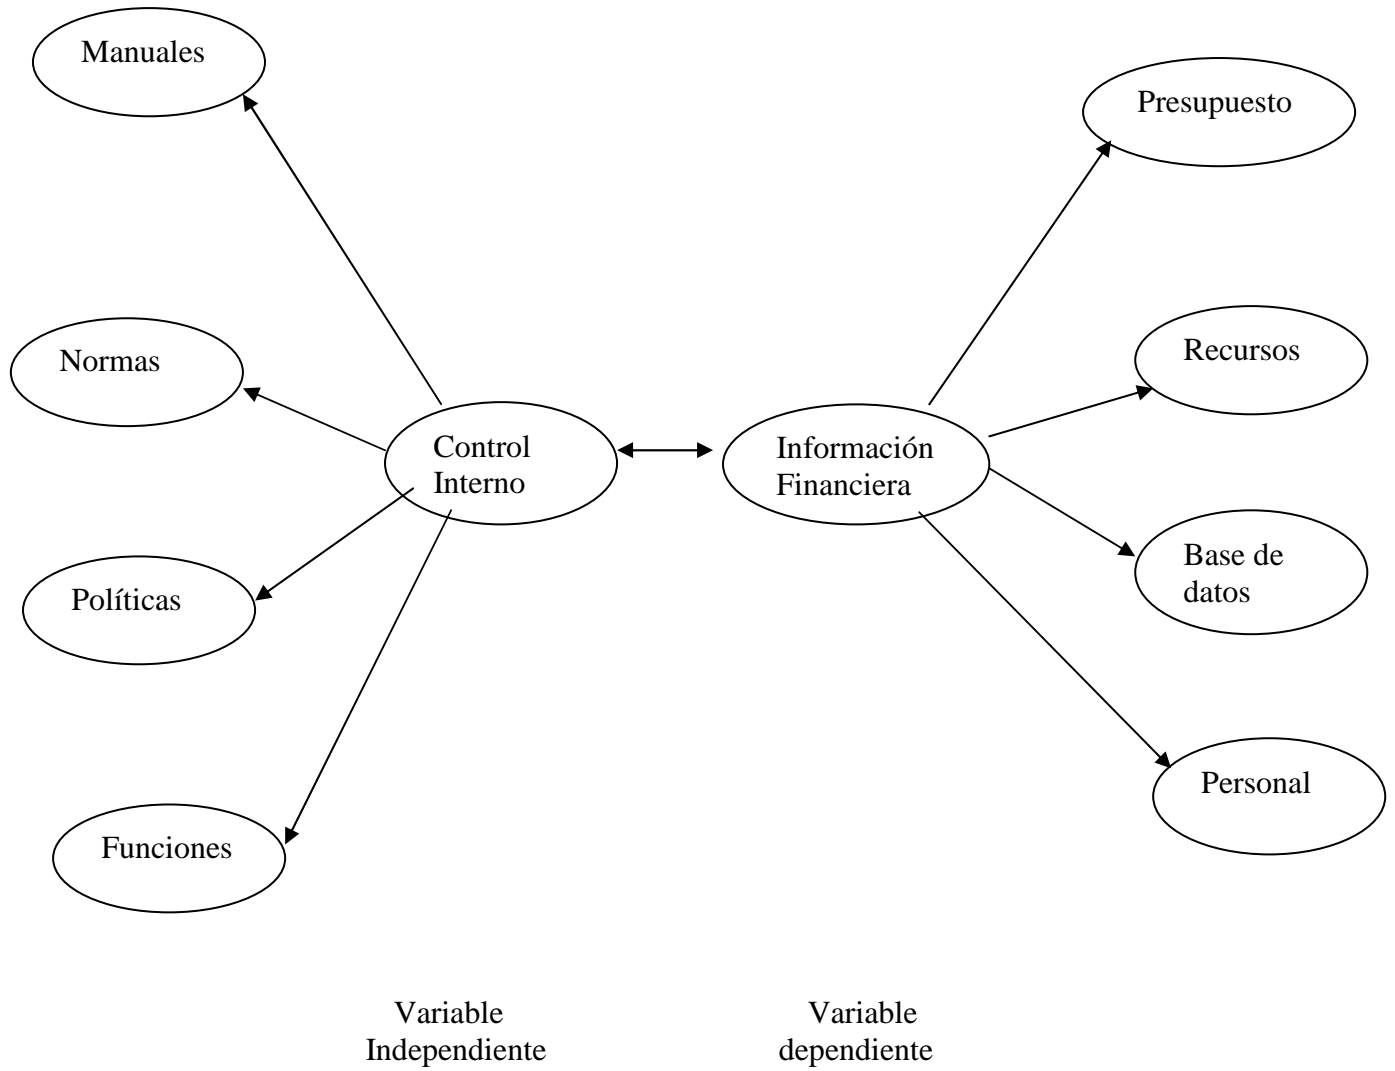 Manuales
Presupuesto
Normas
Recursos
Control
Interno
Información
Financiera
Políticas
Base de
datos
Personal
Funciones
Variable
Independiente
Variable
dependiente